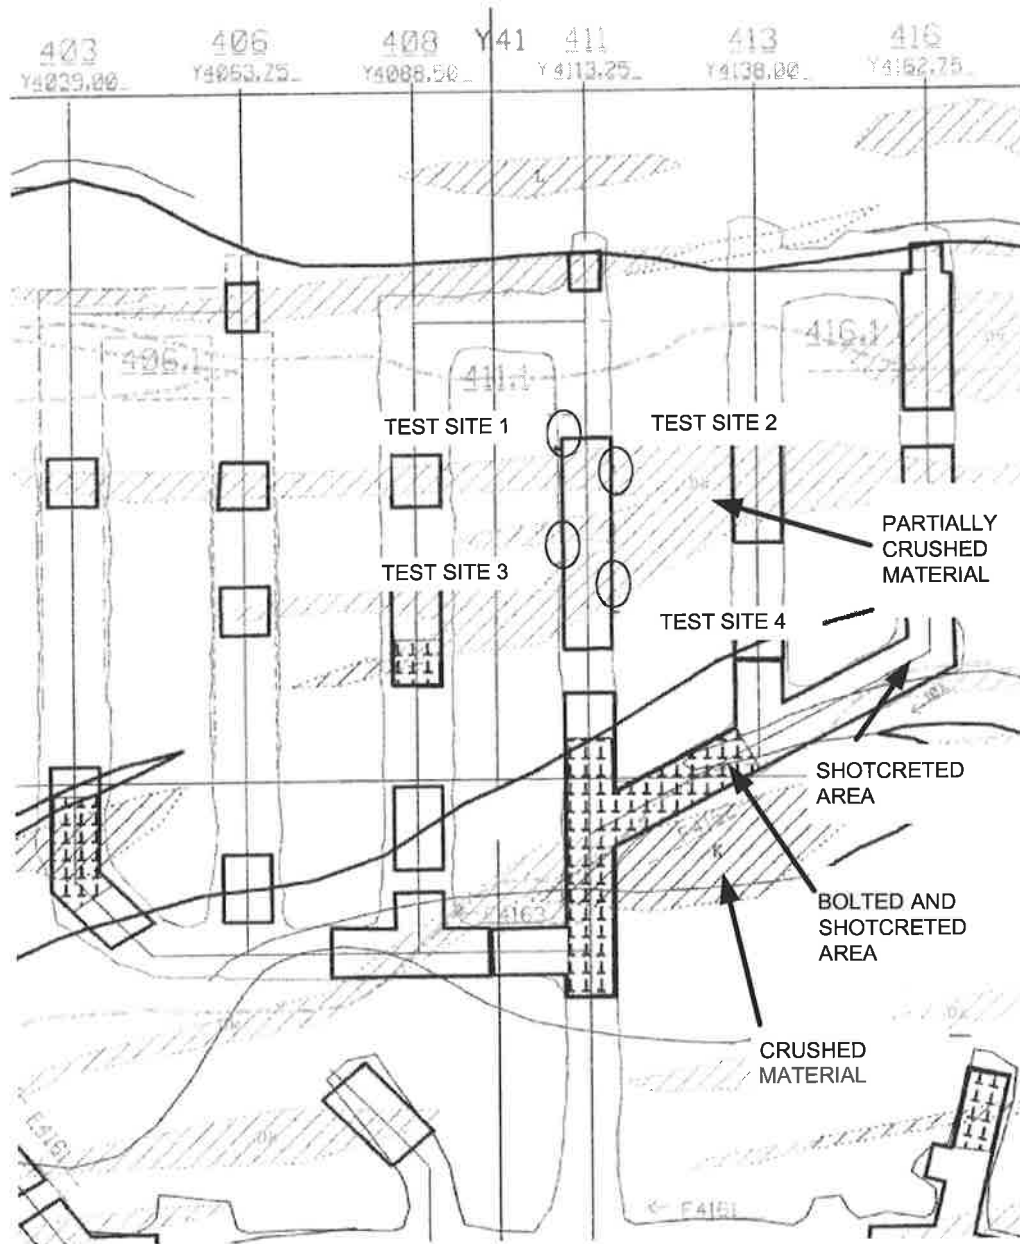 403
406
408
Y41
411
413
416
Y4039.00
Y4063.25
Y4088.50
Y4113.25
Y4138.00
Y4162.75
L
406.1
411.1
416.1
TEST SITE 1
TEST SITE 2
PARTIALLY
CRUSHED
MATERIAL
TEST SITE 3
TEST SITE 4
SHOTCRETED
AREA
K
BOLTED AND
SHOTCRETED
AREA
E4163
CRUSHED
MATERIAL
E4161
E4161